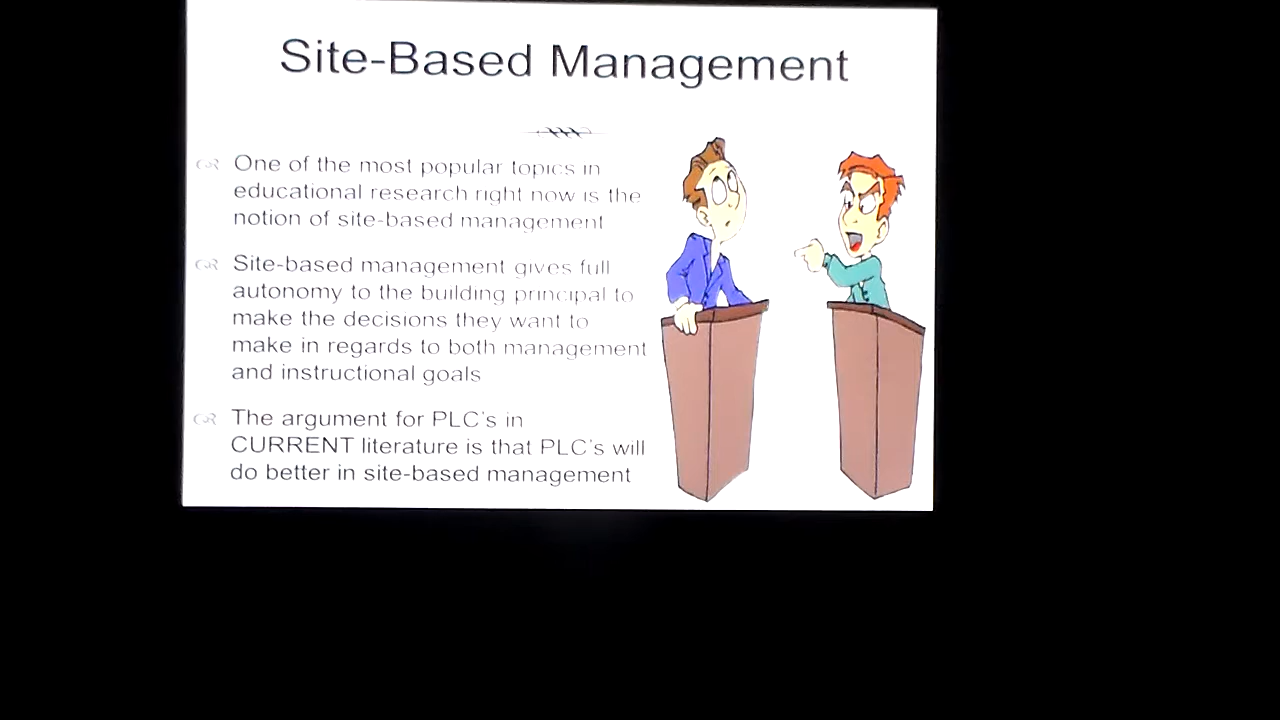 Site-Based Management
One of the most popular topics in
educational research right now is the
notion of site-based management
Site-based management gives full
autonomy to the building principal to
make the decisions they want to
make in regards to both management
and instructional goals
The argument for PLC's in
CURRENT literature is that PLC's will
do better in site-based management